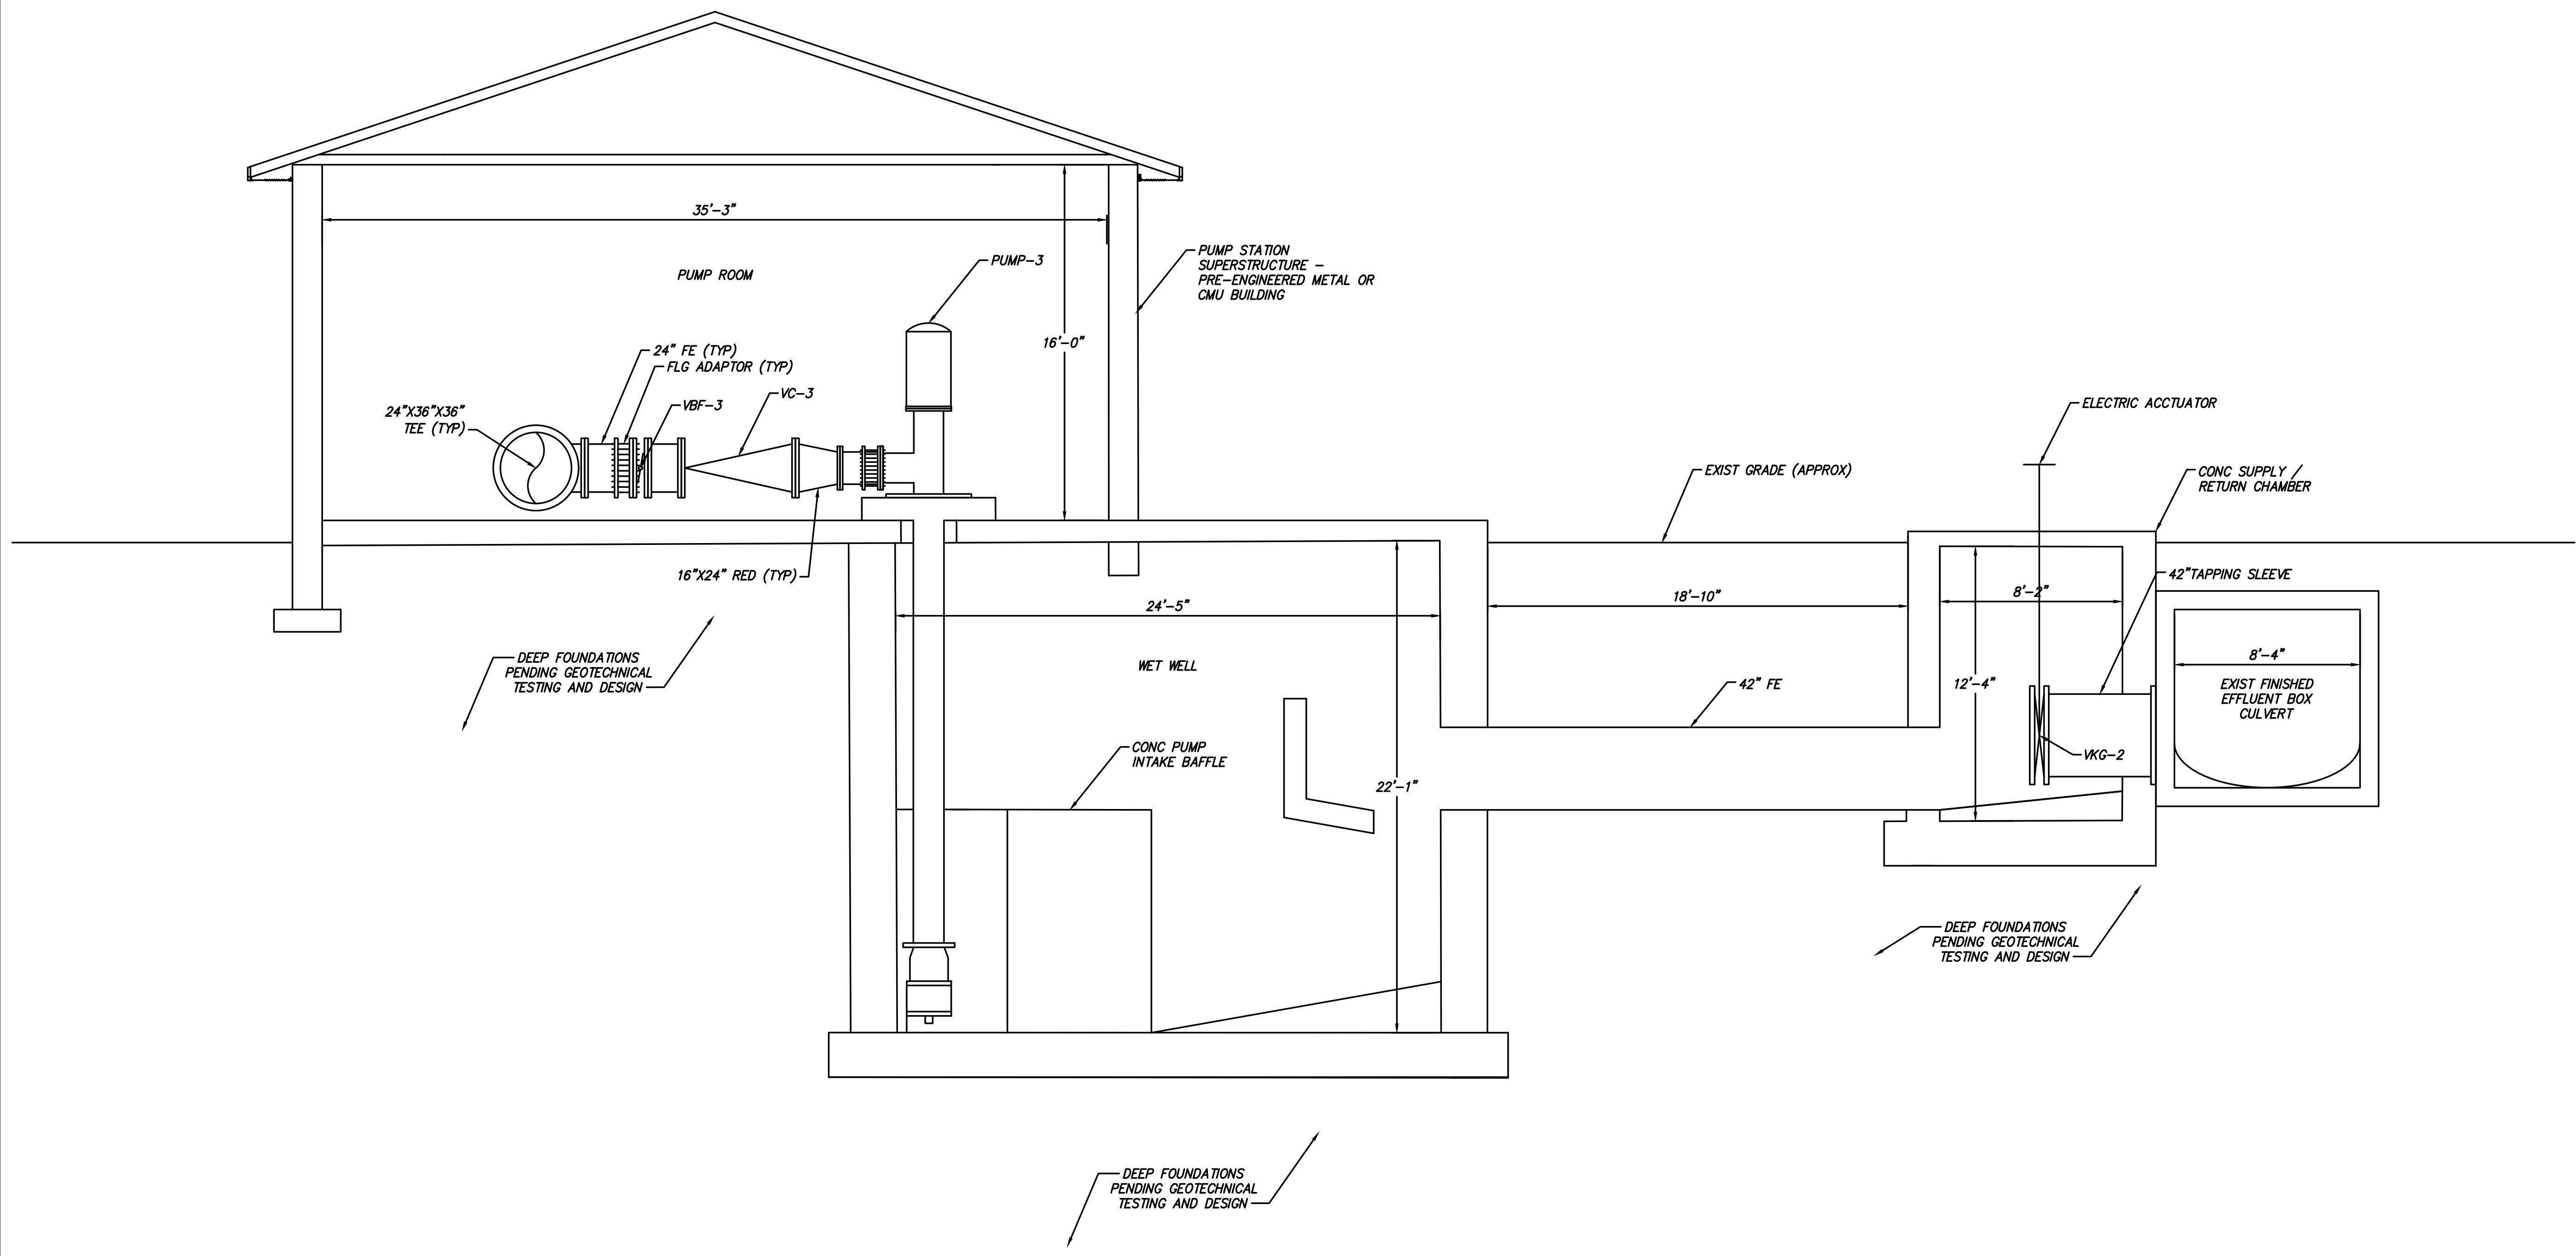 35'-3"
PUMP ROOM
PUMP-3
PUMP STATION
SUPERSTRUCTURE -
PRE-ENGINEERED METAL OR
CMU BUILDING
16'-0"
24" FE (TYP)
FLG ADAPTOR (TYP)
VC-3
VBF-3
24"X36"X36"
TEE (TYP)
16"X24" RED (TYP)
ELECTRIC ACCTUATOR
EXIST GRADE (APPROX)
CONC SUPPLY /
RETURN CHAMBER
42"TAPPING SLEEVE
24'-5"
18'-10"
8'-2"
DEEP FOUNDATIONS
PENDING GEOTECHNICAL
TESTING AND DESIGN
WET WELL
42" FE
12'-4"
8'-4"
EXIST FINISHED
EFFLUENT BOX
CULVERT
VKG-2
CONC PUMP
INTAKE BAFFLE
22'-1"
DEEP FOUNDATIONS
PENDING GEOTECHNICAL
TESTING AND DESIGN
DEEP FOUNDATIONS
PENDING GEOTECHNICAL
TESTING AND DESIGN